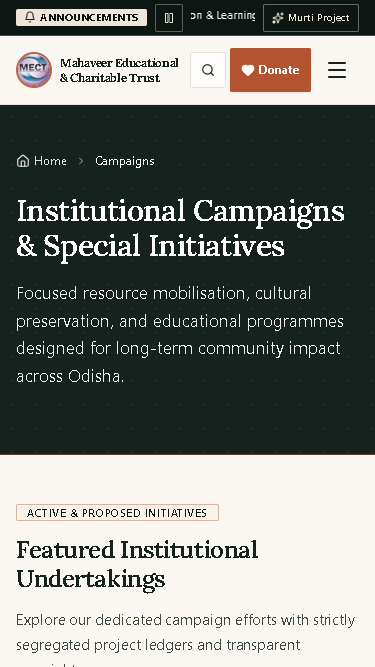 ANNOUNCEMENTS
on & Learning
Murti Project
MECT
Mahaveer Educational
& Charitable Trust
Donate
Home > Campaigns
Institutional Campaigns
& Special Initiatives
Focused resource mobilisation, cultural
preservation, and educational programmes
designed for long-term community impact
across Odisha.
ACTIVE & PROPOSED INITIATIVES
Featured Institutional
Undertakings
Explore our dedicated campaign efforts with strictly
segregated project ledgers and transparent